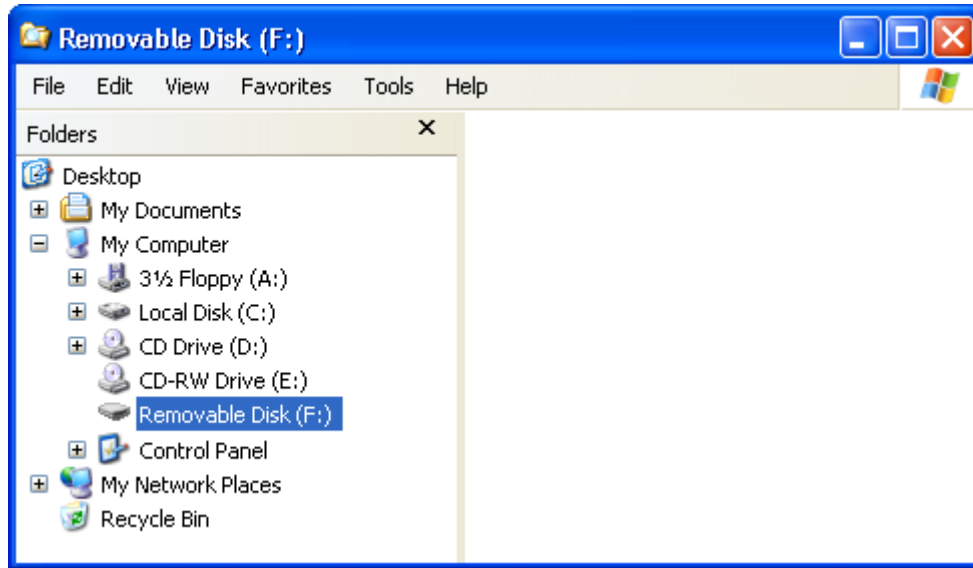 Removable Disk (F:)
File Edit View Favorites Tools Help
Folders
Desktop
My Documents
My Computer
3½ Floppy (A:)
Local Disk (C:)
CD Drive (D:)
CD-RW Drive (E:)
Removable Disk (F:)
Control Panel
My Network Places
Recycle Bin